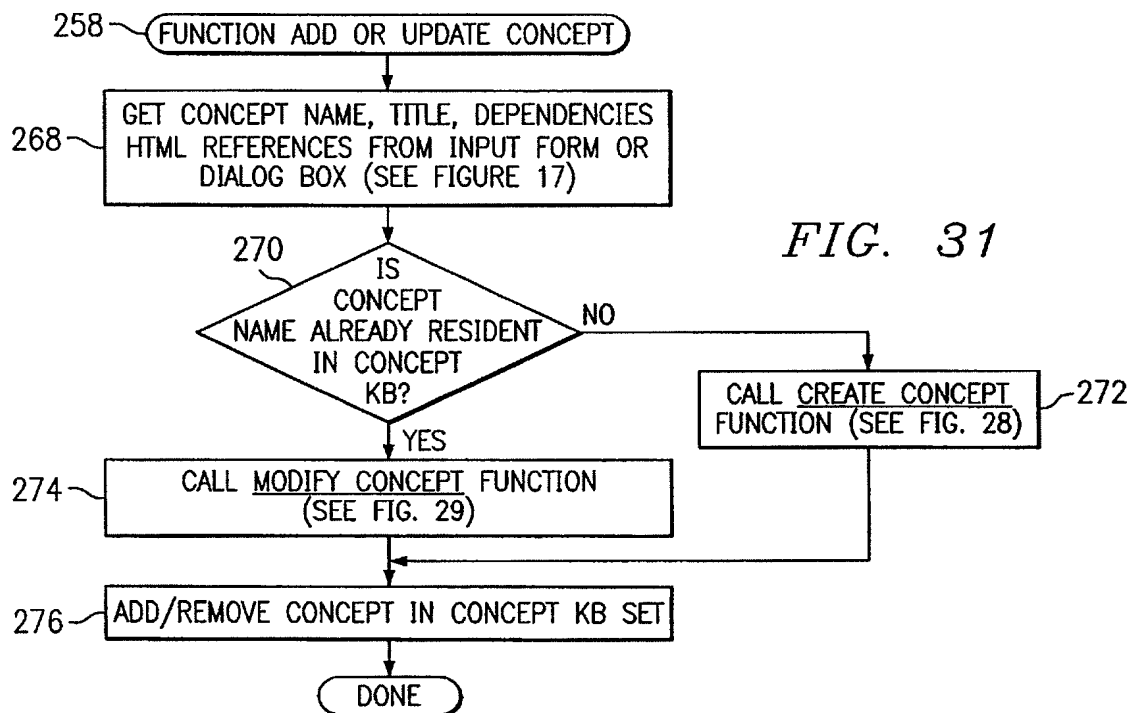 258
FUNCTION ADD OR UPDATE CONCEPT
268
GET CONCEPT NAME, TITLE, DEPENDENCIES
HTML REFERENCES FROM INPUT FORM OR
DIALOG BOX (SEE FIGURE 17)
FIG. 31
270
IS
CONCEPT
NAME ALREADY RESIDENT
IN CONCEPT
KB?
NO
YES
CALL CREATE CONCEPT
FUNCTION (SEE FIG. 28)
272
274
CALL MODIFY CONCEPT FUNCTION
(SEE FIG. 29)
276
ADD/REMOVE CONCEPT IN CONCEPT KB SET
DONE